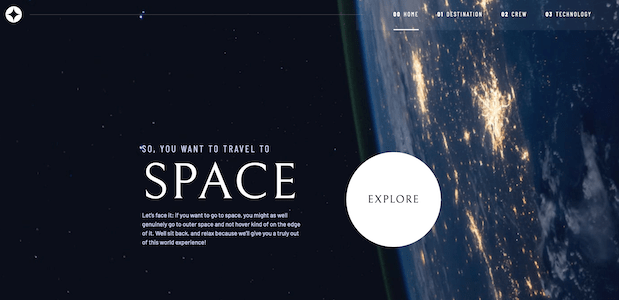 00 HOME
01 DESTINATION
02 CREW
03 TECHNOLOGY
SO, YOU WANT TO TRAVEL TO
SPACE
Let's face it; if you want to go to space, you might as well
genuinely go to outer space and not hover kind of on the edge
of it. Well sit back, and relax because we'll give you a truly out
of this world experience!
EXPLORE